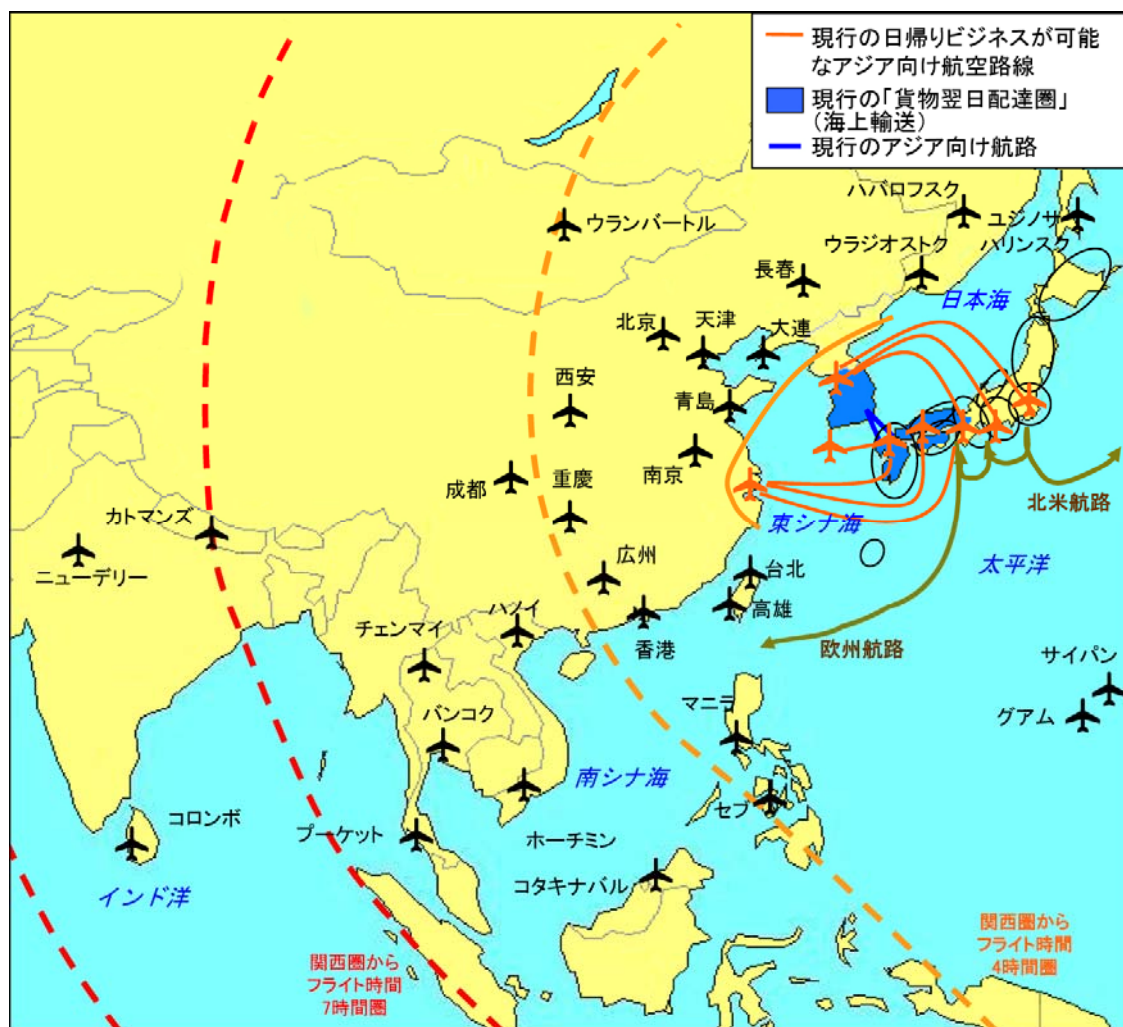 現行の日帰りビジネスが可能
なアジア向け航空路線
現行の「貨物翌日配達圏」
(海上輸送)
現行のアジア向け航路
ハバロフスク
ユジノサ
ハリンスク
ウランバートル
ウラジオストク
長春
日本海
北京
天津
大連
西安
青島
南京
成都
重慶
カトマンズ
ニューデリー
東シナ海
北米航路
太平洋
広州
台北
高雄
ハノイ
チェンマイ
香港
欧州航路
サイパン
グアム
マニラ
バンコク
南シナ海
セブ
コロンボ
プーケット
ホーチミン
コタキナバル
インド洋
関西圏から
フライト時間
7時間圏
関西圏から
フライト時間
4時間圏